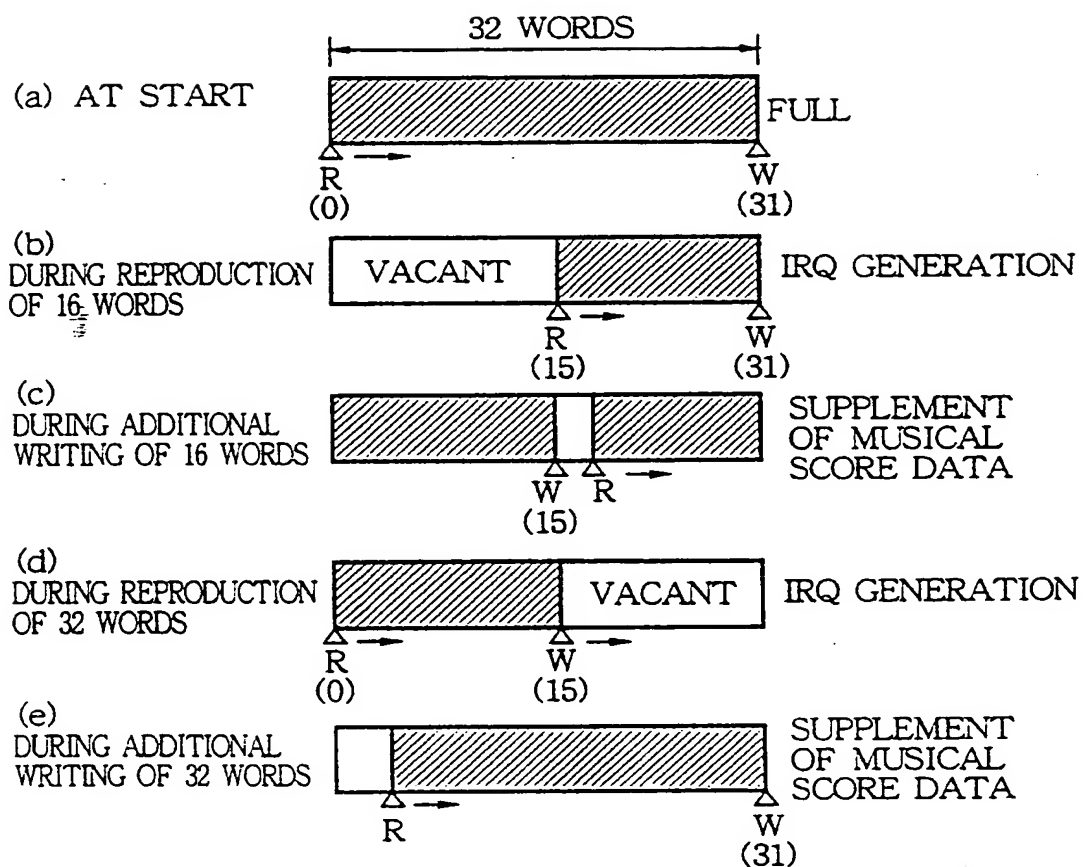 32 WORDS
(a) AT START
FULL
R
(0)
W
(31)
(b)
DURING REPRODUCTION
OF 16 WORDS
VACANT
IRQ GENERATION
R
(15)
W
(31)
(c)
DURING ADDITIONAL
WRITING OF 16 WORDS
SUPPLEMENT
OF MUSICAL
SCORE DATA
W
(15)
R
(d)
DURING REPRODUCTION
OF 32 WORDS
VACANT
IRQ GENERATION
R
(0)
W
(15)
(e)
DURING ADDITIONAL
WRITING OF 32 WORDS
SUPPLEMENT
OF MUSICAL
SCORE DATA
R
W
(31)